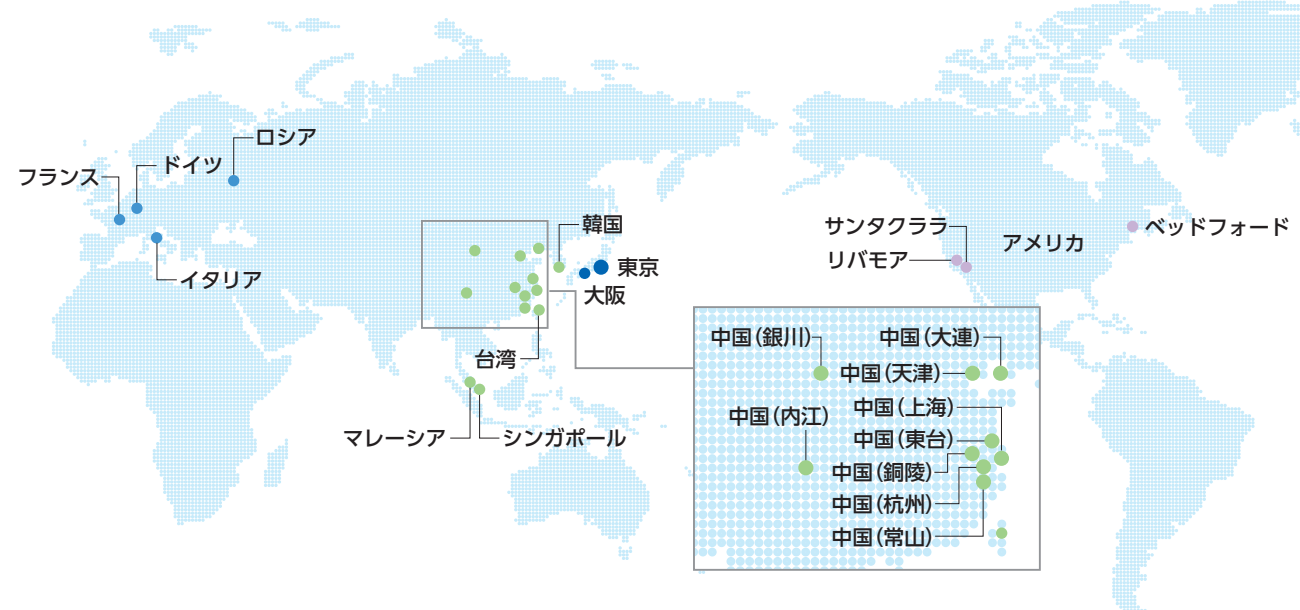 ロシア
ドイツ
フランス
イタリア
韓国
東京
大阪
台湾
マレーシア
シンガポール
サンタクララ
リバモア
アメリカ
ベッドフォード
中国（銀川）
中国（大連）
中国（天津）
中国（内江）
中国（上海）
中国（東台）
中国（銅陵）
中国（杭州）
中国（常山）